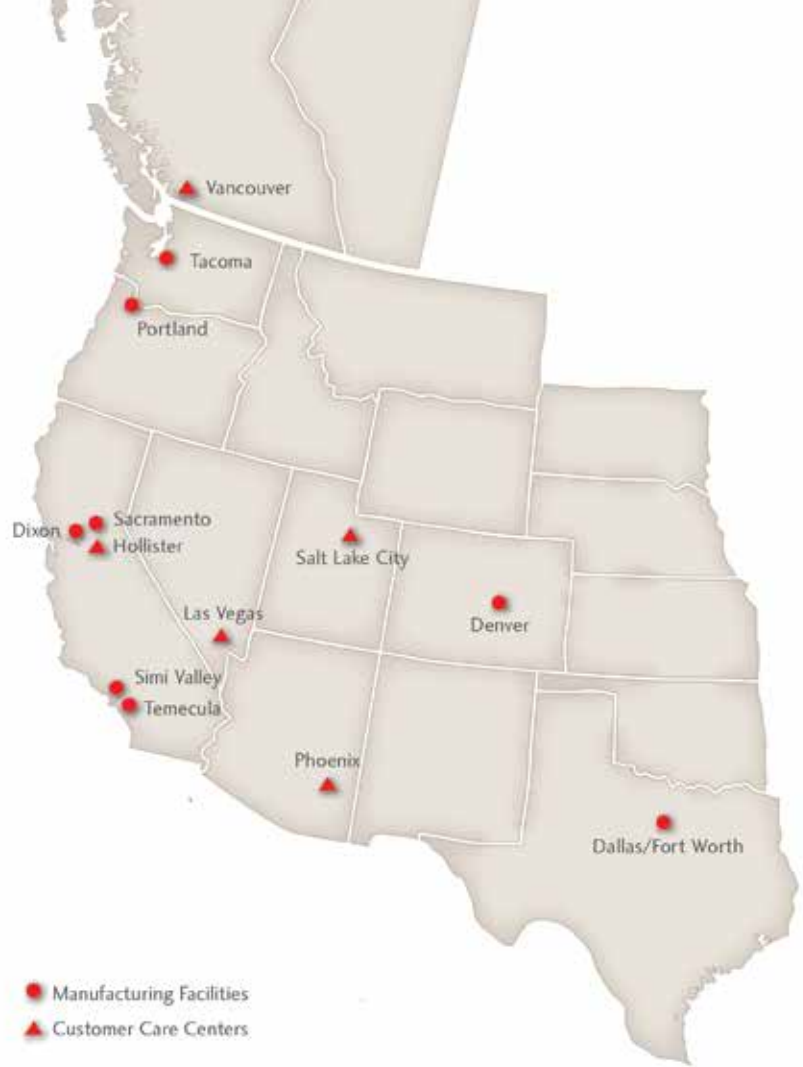 Vancouver
Tacoma
Portland
Sacramento
Dixon
Hollister
Salt Lake City
Las Vegas
Denver
Simi Valley
Temecula
Phoenix
Dallas/Fort Worth
Manufacturing Facilities
Customer Care Centers